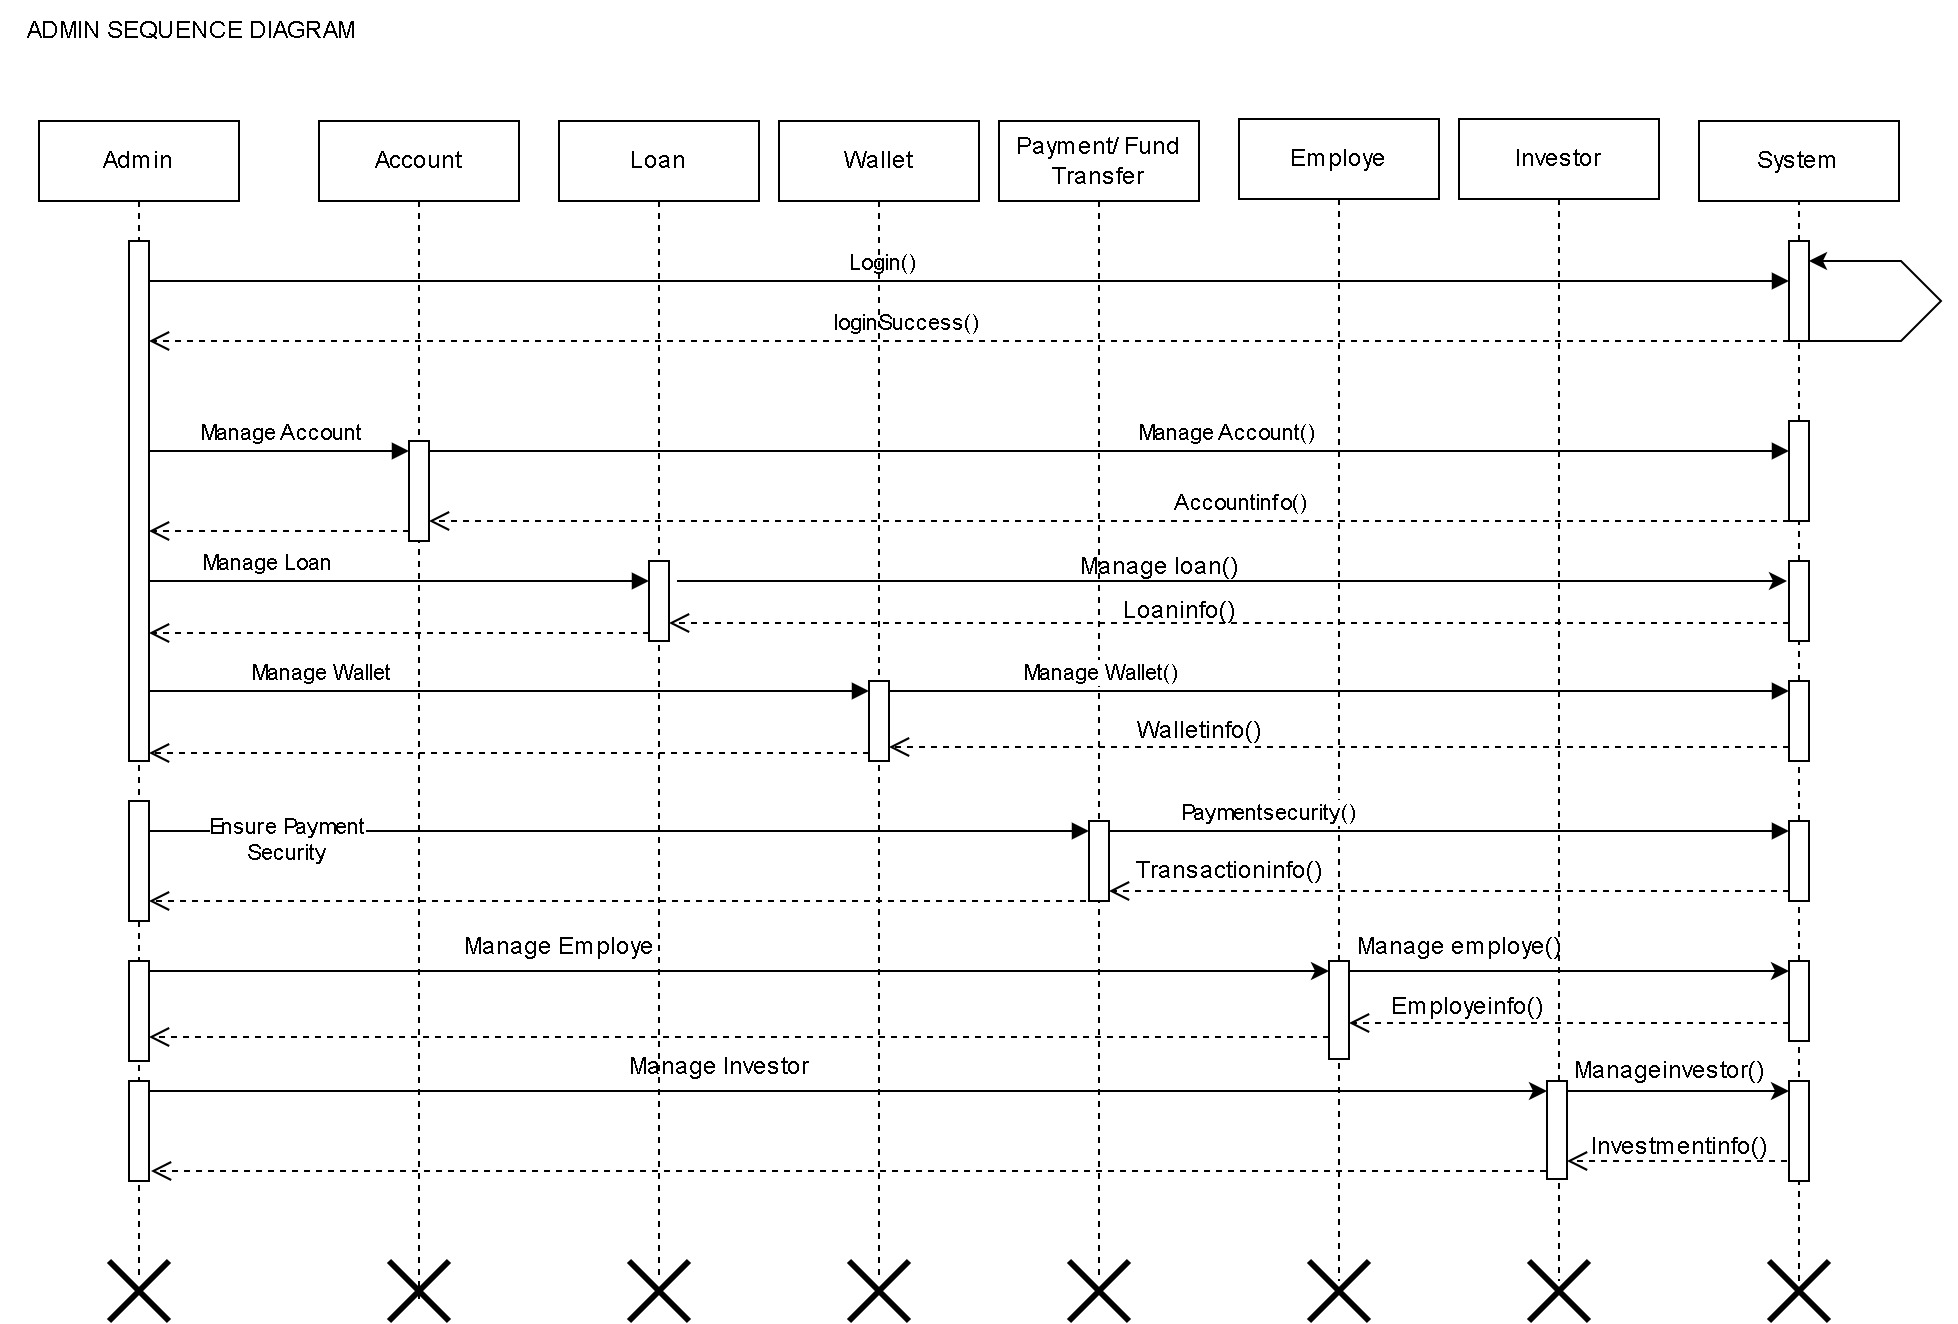 ADMIN SEQUENCE DIAGRAM
Admin
Account
Loan
Wallet
Payment/ Fund
Transfer
Employe
Investor
System
Login()
loginSuccess()
Manage Account
Manage Account()
Accountinfo()
Manage Loan
Manage loan()
Loaninfo()
Manage Wallet
Manage Wallet()
Walletinfo()
Ensure Payment
Security
Paymentsecurity()
Transactioninfo()
Manage Employe
Manage employe()
Employeinfo()
Manage Investor
Manageinvestor()
Investmentinfo()